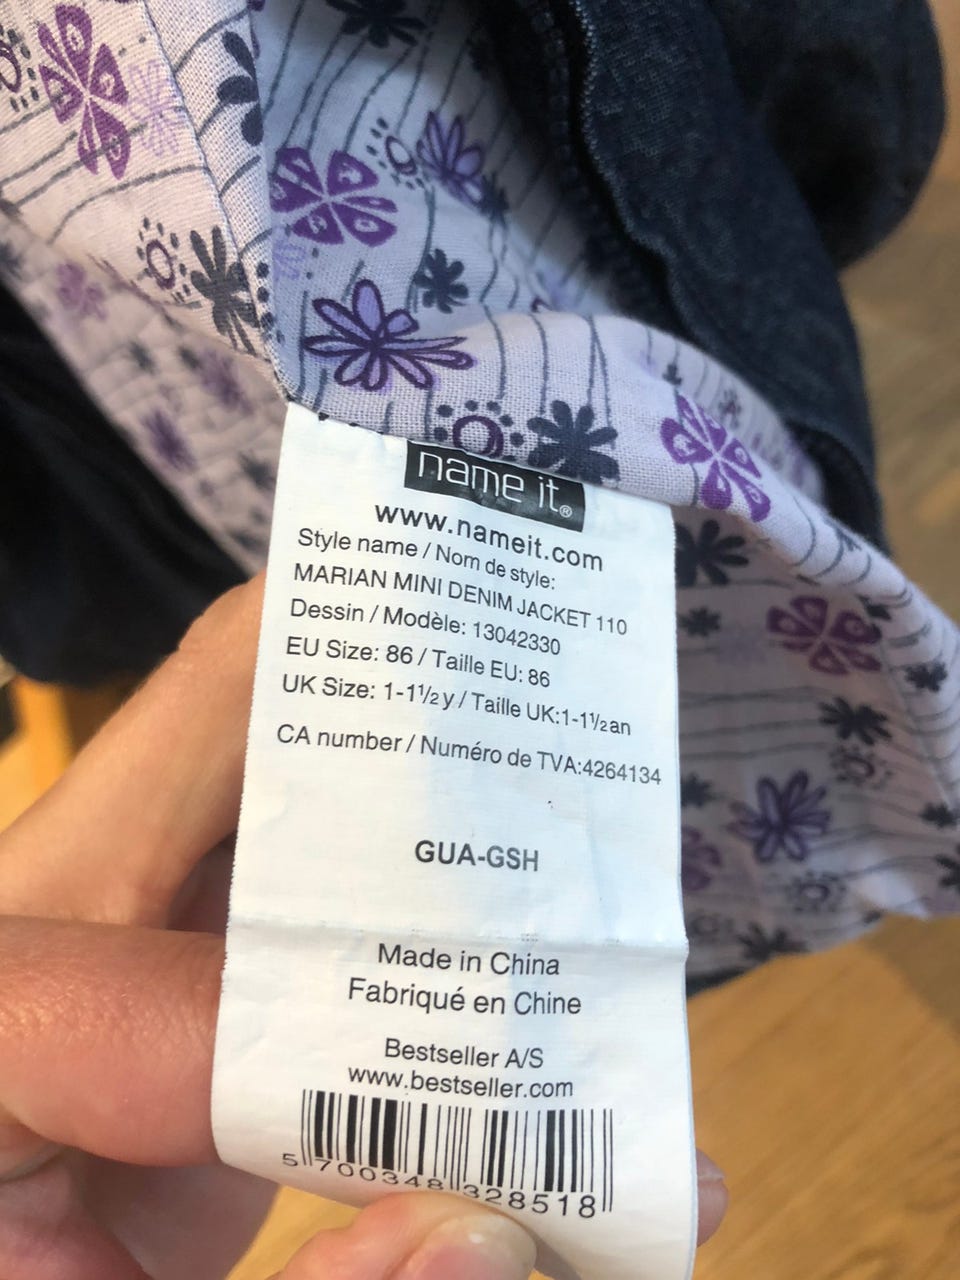 name it®
www.nameit.com
Style name / Nom de style:
MARIAN MINI DENIM JACKET 110
Dessin / Modèle: 13042330
EU Size: 86 / Taille EU: 86
UK Size: 1-1½ y / Taille UK:1-1½an
CA number / Numéro de TVA:4264134
GUA-GSH
Made in China
Fabriqué en Chine
Bestseller A/S
www.bestseller.com
5 700348 328518